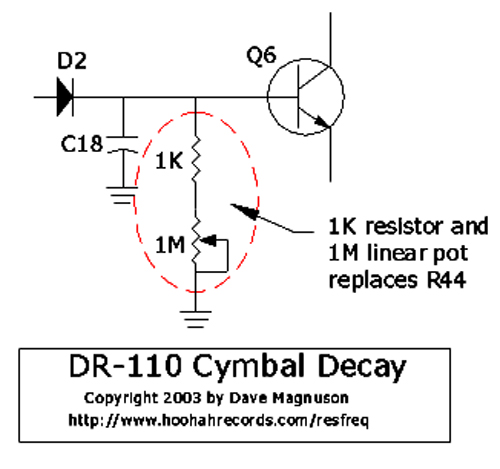 D2
Q6
C18
1K
1M
1K resistor and
1M linear pot
replaces R44
DR-110 Cymbal Decay
Copyright 2003 by Dave Magnuson
http://www.hoohahrecords.com/resfreq